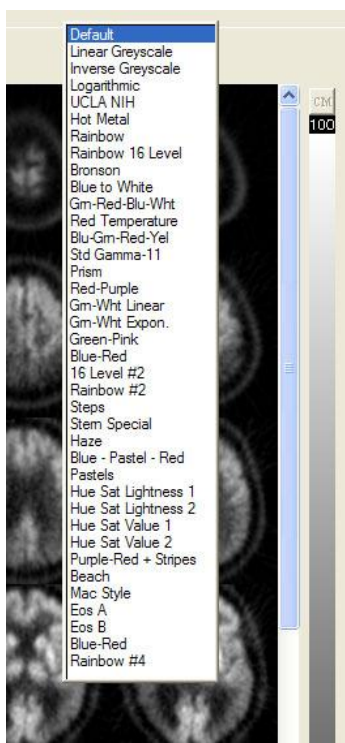 Default
Linear Greyscale
Inverse Greyscale
Logarithmic
UCLA NIH
Hot Metal
Rainbow
Rainbow 16 Level
Bronson
Blue to White
Grn-Red-Blu-Wht
Red Temperature
Blu-Grn-Red-Yel
Std Gamma-11
Prism
Red-Purple
Grn-Wht Linear
Grn-Wht Expon.
Green-Pink
Blue-Red
16 Level #2
Rainbow #2
Steps
Stern Special
Haze
Blue - Pastel - Red
Pastels
Hue Sat Lightness 1
Hue Sat Lightness 2
Hue Sat Value 1
Hue Sat Value 2
Purple-Red + Stripes
Beach
Mac Style
Eos A
Eos B
Blue-Red
Rainbow #4
CM
100